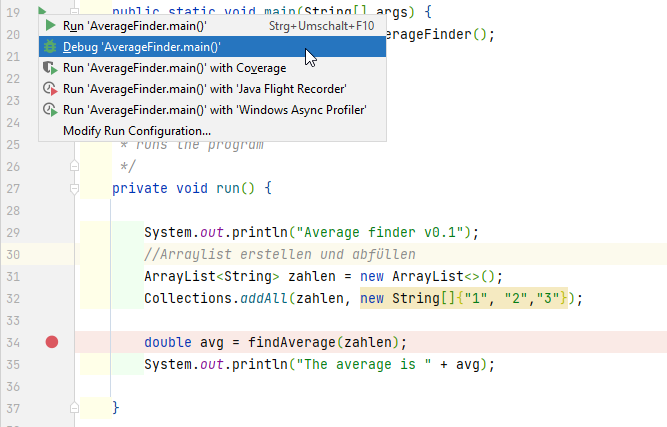 19 public static void main(String[] args) {
Run 'AverageFinder.main()' Strg+Umschalt+F10
20 erageFinder();
21 Debug 'AverageFinder.main()'
22 Run 'AverageFinder.main()' with Coverage
23 Run 'AverageFinder.main()' with 'Java Flight Recorder'
24 Run 'AverageFinder.main()' with 'Windows Async Profiler'
Modify Run Configuration...
25 * runs the program
26 */
27 private void run() {
28
29 System.out.println("Average finder v0.1");
30 //Arraylist erstellen und abfüllen
31 ArrayList<String> zahlen = new ArrayList<>();
32 Collections.addAll(zahlen, new String[]{"1", "2","3"});
33
34 double avg = findAverage(zahlen);
35 System.out.println("The average is " + avg);
36
37 }